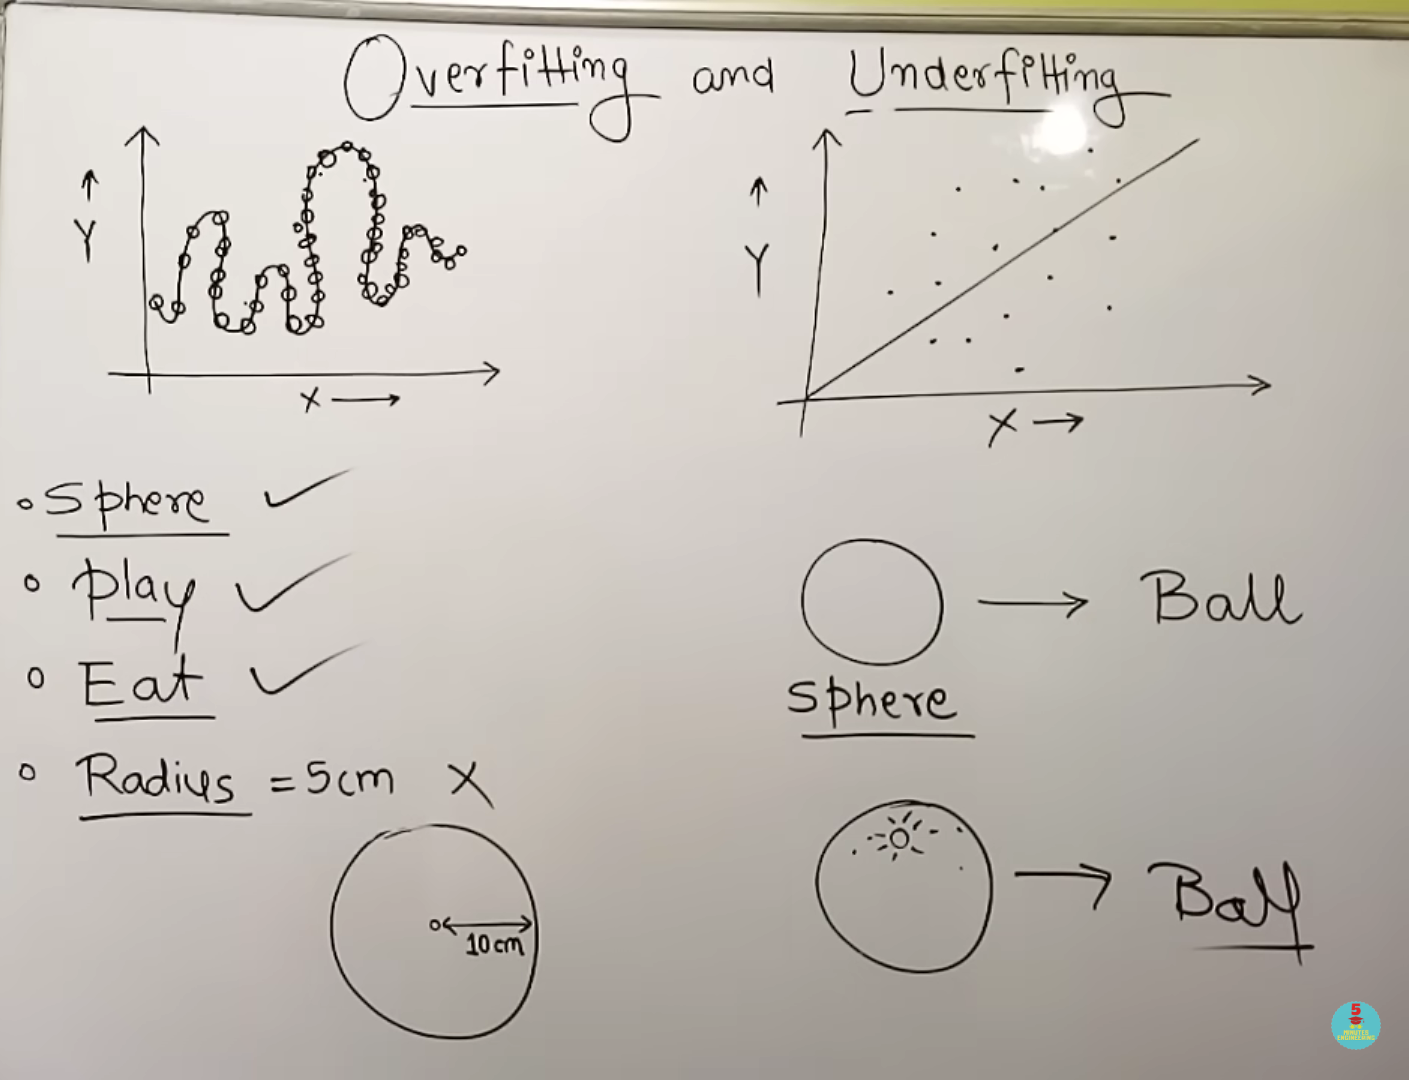 Overfitting and Underfitting
Y
X
Y
X
Sphere
play
Eat
Radius = 5cm X
10cm
Ball
Sphere
Ball
5
MINUTES
ENGINEERING